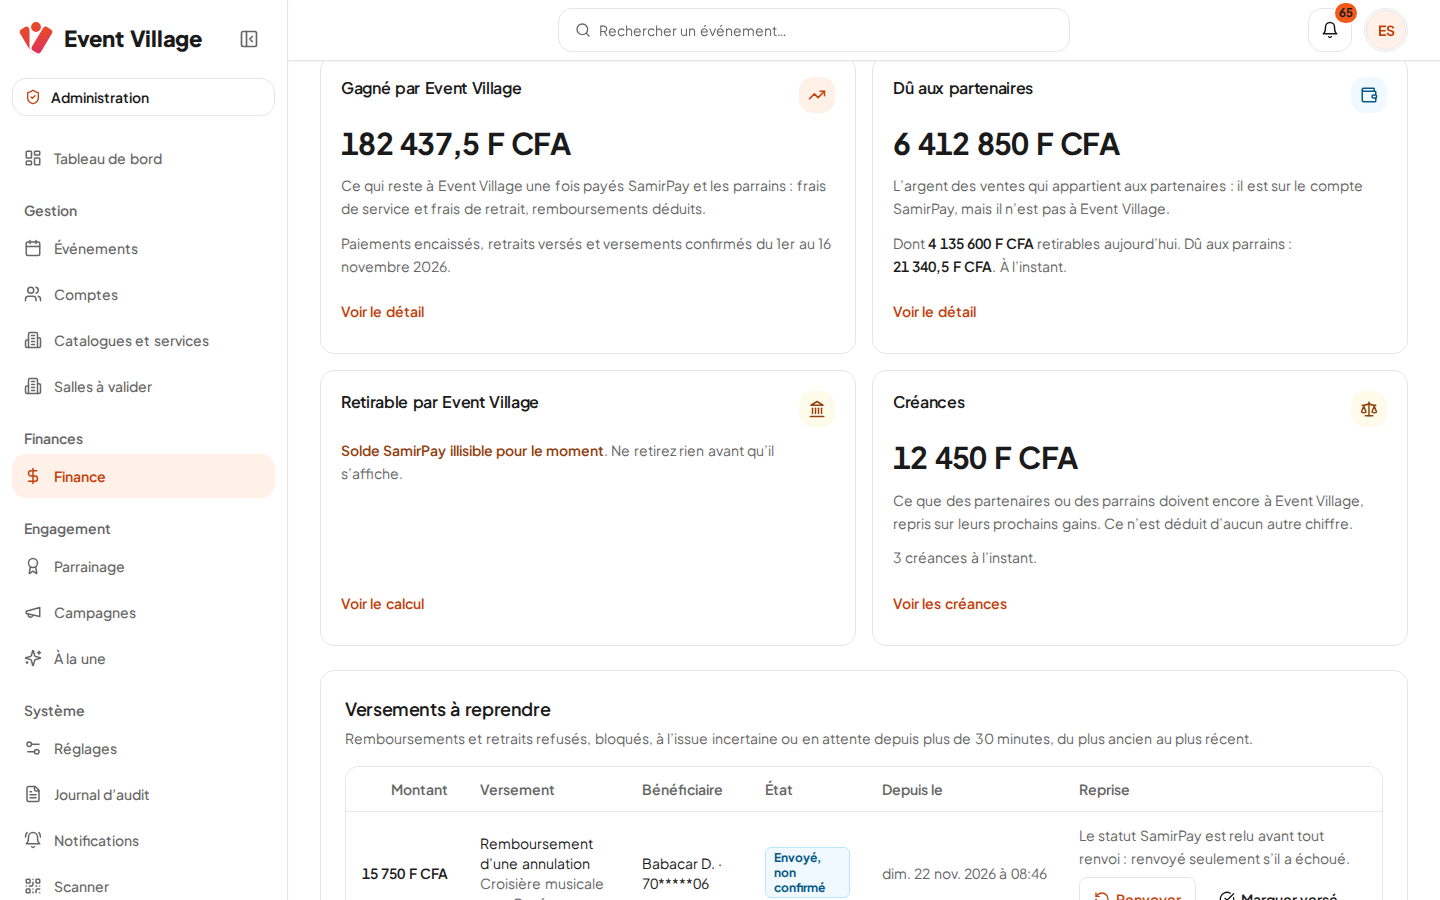 Event Village
Rechercher un événement…
65
ES
Administration
Tableau de bord
Gestion
Événements
Comptes
Catalogues et services
Salles à valider
Finances
Finance
Engagement
Parrainage
Campagnes
À la une
Système
Réglages
Journal d’audit
Notifications
Scanner
Gagné par Event Village
182 437,5 F CFA
Ce qui reste à Event Village une fois payés SamirPay et les parrains : frais
de service et frais de retrait, remboursements déduits.
Paiements encaissés, retraits versés et versements confirmés du 1er au 16
novembre 2026.
Voir le détail
Dû aux partenaires
6 412 850 F CFA
L’argent des ventes qui appartient aux partenaires : il est sur le compte
SamirPay, mais il n’est pas à Event Village.
Dont 4 135 600 F CFA retirables aujourd’hui. Dû aux parrains :
21 340,5 F CFA. À l’instant.
Voir le détail
Retirable par Event Village
Solde SamirPay illisible pour le moment. Ne retirez rien avant qu’il
s’affiche.
Voir le calcul
Créances
12 450 F CFA
Ce que des partenaires ou des parrains doivent encore à Event Village,
repris sur leurs prochains gains. Ce n’est déduit d’aucun autre chiffre.
3 créances à l’instant.
Voir les créances
Versements à reprendre
Remboursements et retraits refusés, bloqués, à l’issue incertaine ou en attente depuis plus de 30 minutes, du plus ancien au plus récent.
Montant
Versement
Bénéficiaire
État
Depuis le
Reprise
15 750 F CFA
Remboursement
d’une annulation
Croisière musicale
Babacar D. ·
70*****06
Envoyé,
non
confirmé
dim. 22 nov. 2026 à 08:46
Le statut SamirPay est relu avant tout
renvoi : renvoyé seulement s’il a échoué.
Renvoyer
Marquer versé